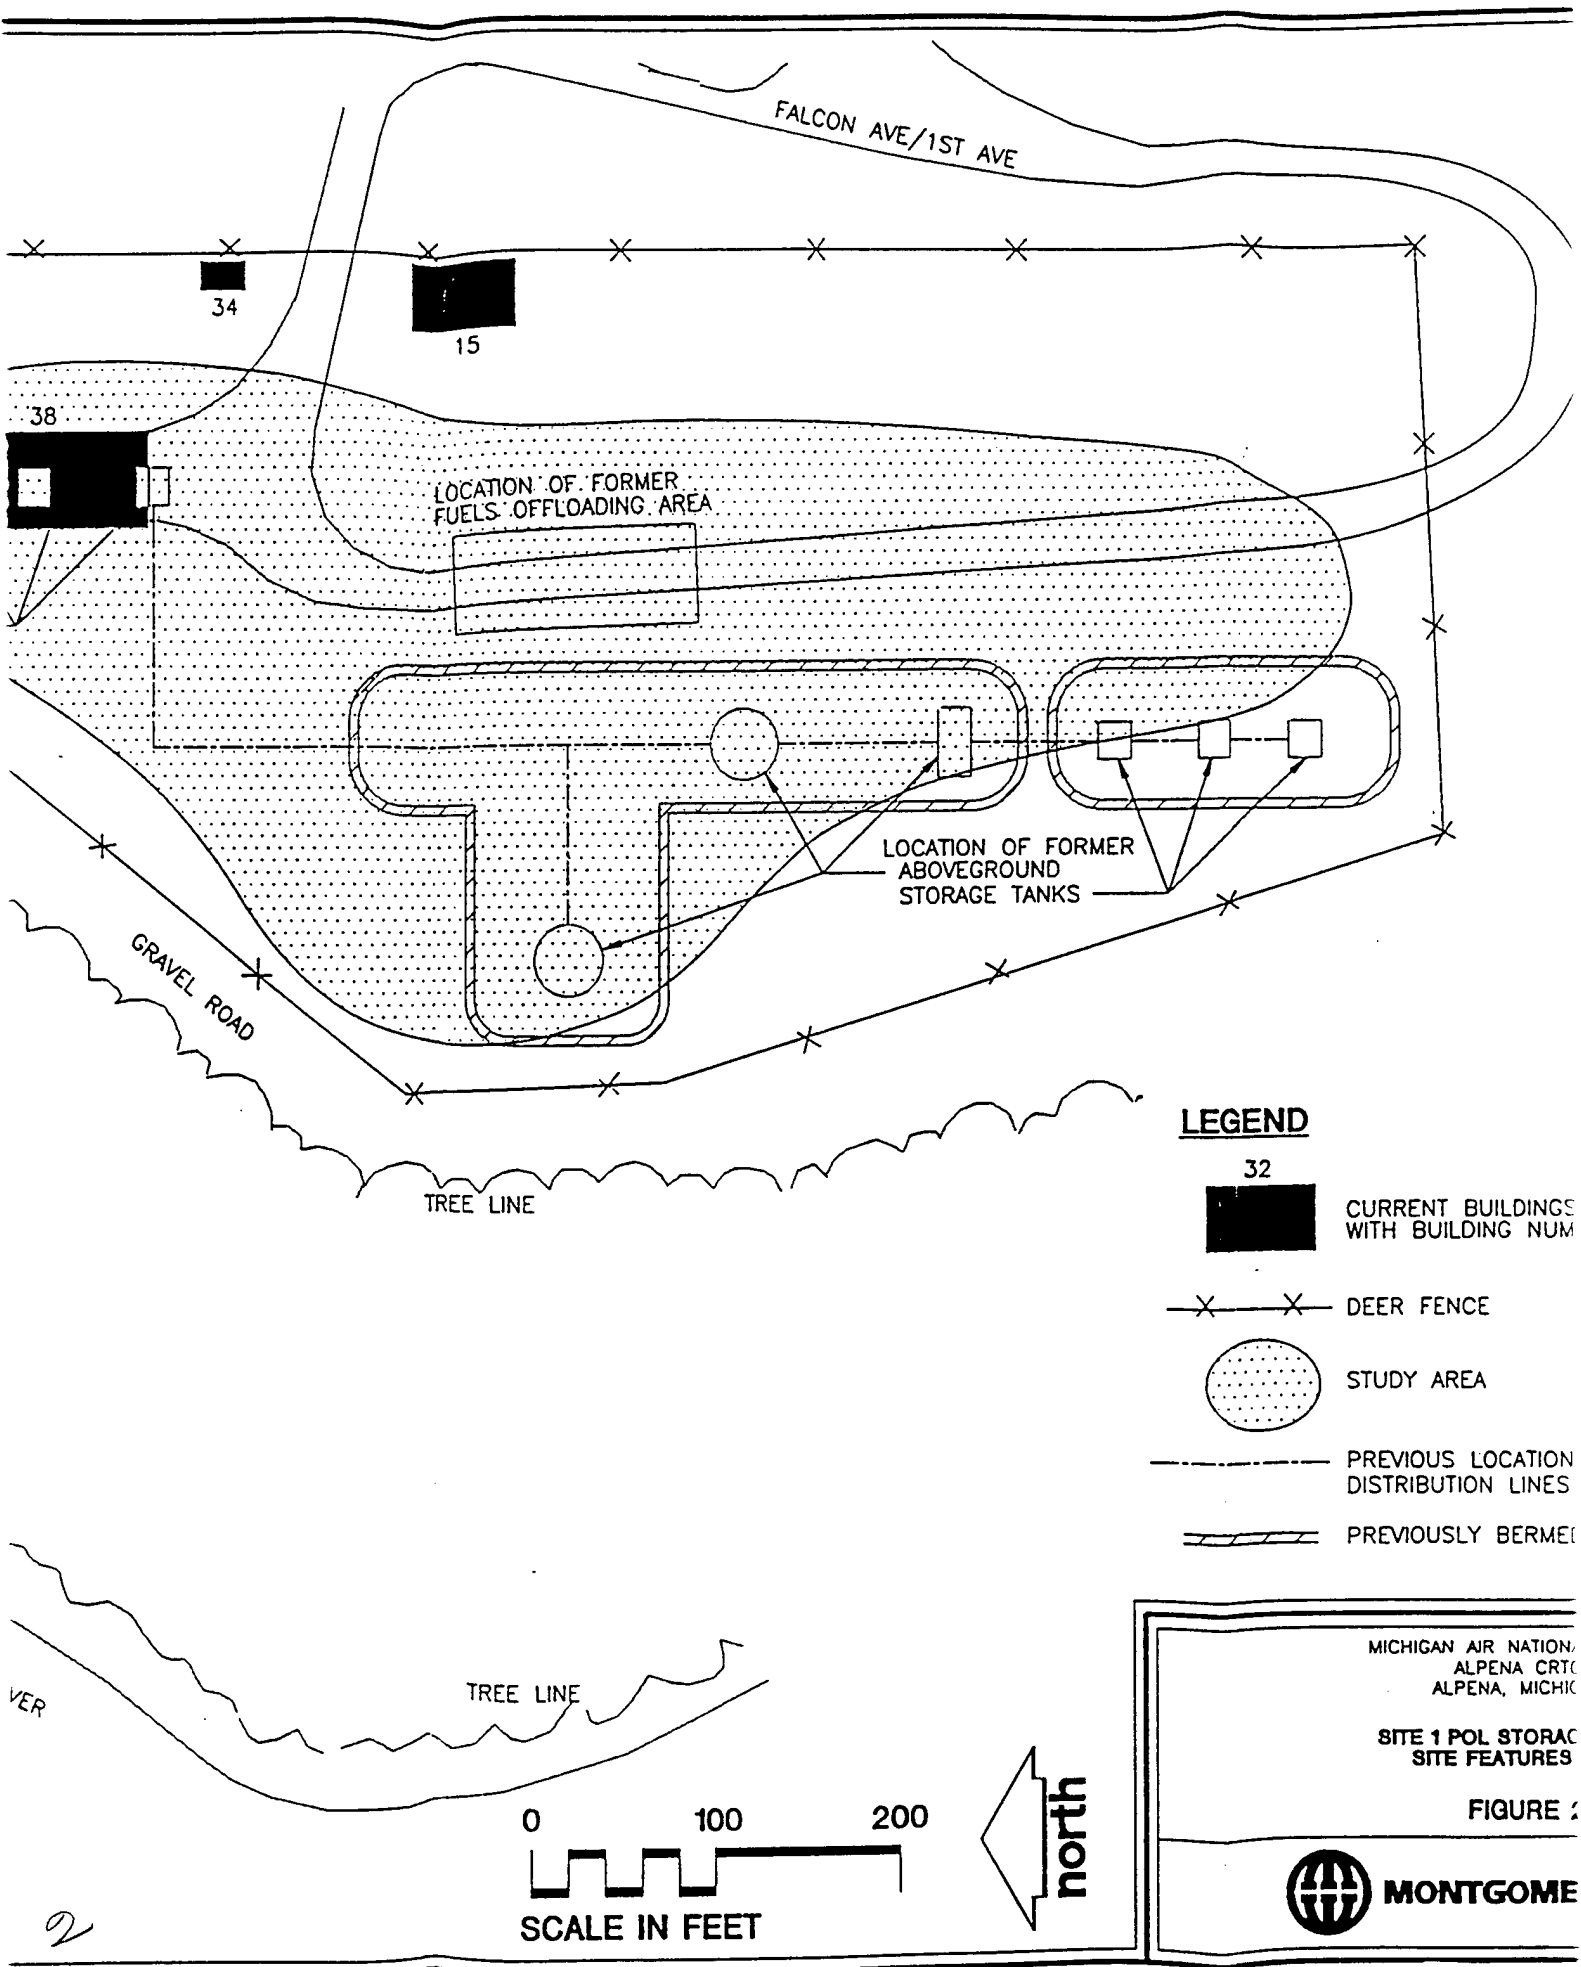 FALCON AVE/1ST AVE
34
15
38
LOCATION OF FORMER
FUELS OFFLOADING AREA
LOCATION OF FORMER
ABOVEGROUND
STORAGE TANKS
GRAVEL ROAD
TREE LINE
LEGEND
32
CURRENT BUILDINGS
WITH BUILDING NUM
DEER FENCE
STUDY AREA
PREVIOUS LOCATION
DISTRIBUTION LINES
PREVIOUSLY BERME
VER
TREE LINE
MICHIGAN AIR NATION
ALPENA CRT
ALPENA, MICHI
SITE 1 POL STORA
SITE FEATURES
FIGURE
0 100 200
SCALE IN FEET
north
MONTGOME
2